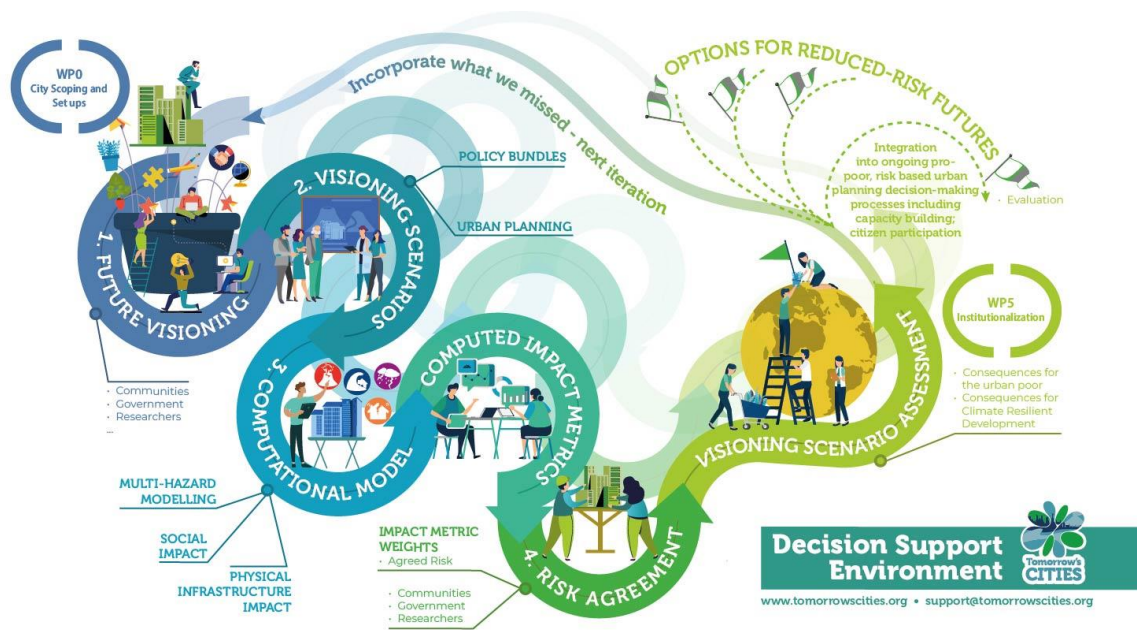 WP0
City Scoping and
Set ups
1. FUTURE VISIONING
· Communities
· Government
· Researchers
...
2. VISIONING SCENARIOS
POLICY BUNDLES
URBAN PLANNING
3. COMPUTATIONAL MODEL
MULTI-HAZARD
MODELLING
SOCIAL
IMPACT
PHYSICAL
INFRASTRUCTURE
IMPACT
COMPUTED IMPACT METRICS
4. RISK AGREEMENT
IMPACT METRIC
WEIGHTS
· Agreed Risk
· Communities
· Government
· Researchers
VISIONING SCENARIO ASSESSMENT
· Consequences for
the urban poor
· Consequences for
Climate Resilient
Development
WP5
Institutionalization
Incorporate what we missed - next iteration
OPTIONS FOR REDUCED-RISK FUTURES
Integration
into ongoing pro-
poor, risk based urban
planning decision-making
processes including
capacity building;
citizen participation
· Evaluation
Decision Support
Environment
Tomorrow's
CITIES
www.tomorrowscities.org • support@tomorrowscities.org